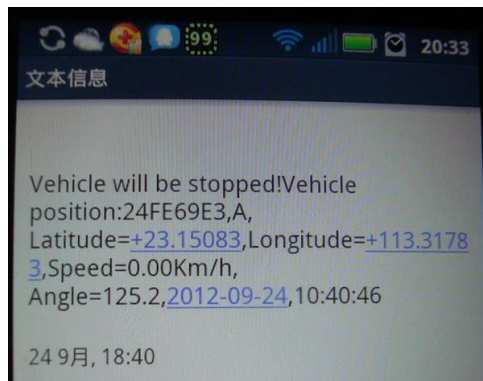 99 20:33
文本信息
Vehicle will be stopped!Vehicle
position:24FE69E3,A,
Latitude=+23.15083,Longitude=+113.3178
3,Speed=0.00Km/h,
Angle=125.2,2012-09-24,10:40:46
24 9月, 18:40